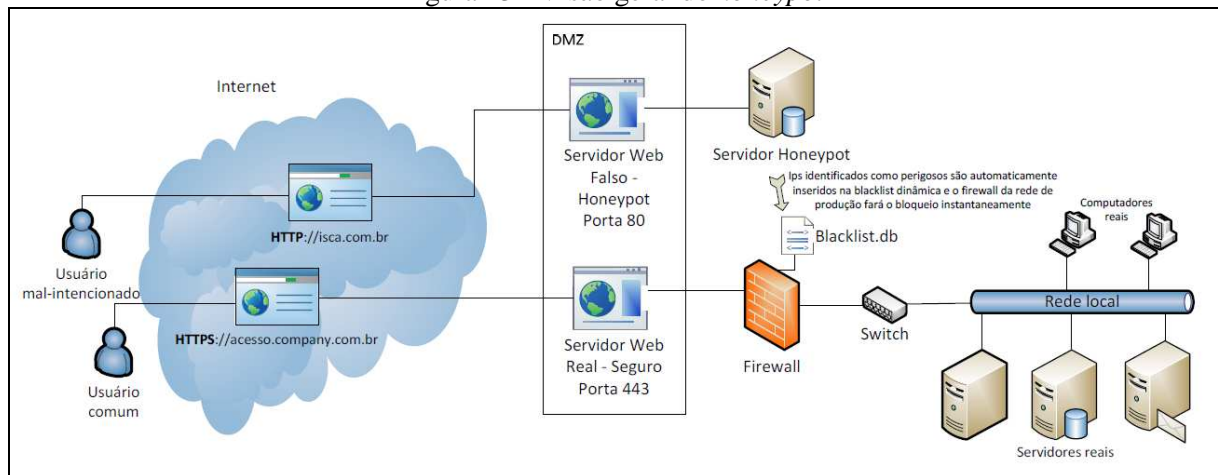 DMZ
Internet
HTTP://isca.com.br
Usuário
mal-intencionado
HTTPS://acesso.company.com.br
Usuário
comum
Servidor Web
Falso -
Honeypot
Porta 80
Servidor Honeypot
Ips identificados como perigosos são automaticamente
inseridos na blacklist dinâmica e o firewall da rede de
produção fará o bloqueio instantaneamente
Blacklist.db
Servidor Web
Real - Seguro
Porta 443
Firewall
Switch
Computadores
reais
Rede local
Servidores reais